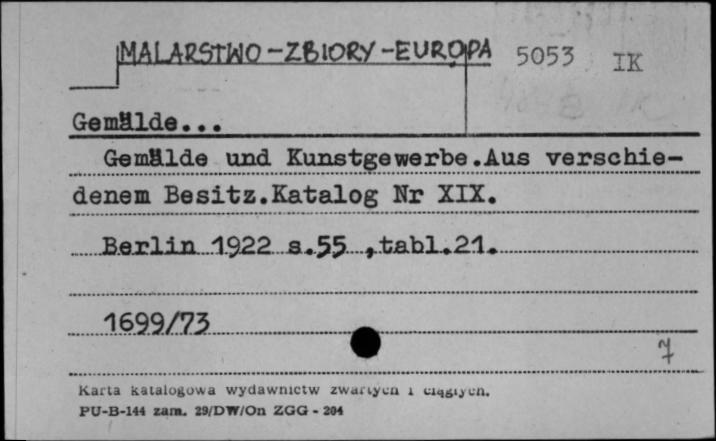 MALARSTWO-ZBIORY-EUROPA 5053 IK
Gemälde...
Gemälde und Kunstgewerbe.Aus verschie-
denem Besitz.Katalog Nr XIX.
Berlin 1922 s.55 ,tabl.21.
1699/73
7
Karta katalogowa wydawnictw zwartych i ciągłych.
PU-B-144 zam. 29/DW/On ZGG - 204